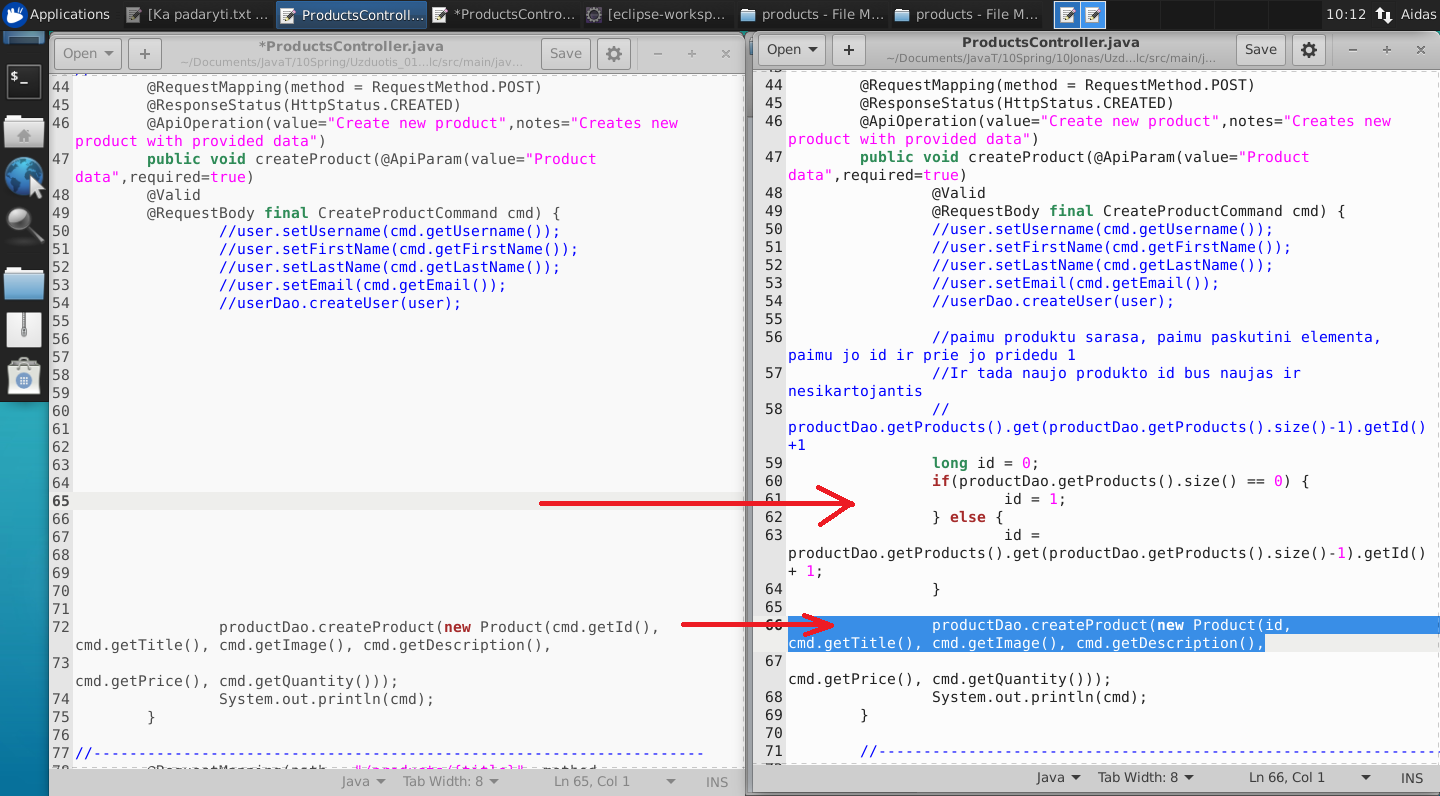 Applications
[Ka padaryti.txt ...
ProductsControll...
*ProductsContro...
[eclipse-worksp...
products - File M...
products - File M...
10:12
Aidas
Open
+
*ProductsController.java
~/Documents/JavaT/10Spring/Uzduotis_01...lc/src/main/jav...
Save
44 @RequestMapping(method = RequestMethod.POST)
45 @ResponseStatus(HttpStatus.CREATED)
46 @ApiOperation(value="Create new product",notes="Creates new
product with provided data")
47 public void createProduct(@ApiParam(value="Product
data",required=true)
48 @Valid
49 @RequestBody final CreateProductCommand cmd) {
50 //user.setUsername(cmd.getUsername());
51 //user.setFirstName(cmd.getFirstName());
52 //user.setLastName(cmd.getLastName());
53 //user.setEmail(cmd.getEmail());
54 //userDao.createUser(user);
55
56
57
58
59
60
61
62
63
64
65
66
67
68
69
70
71
72 productDao.createProduct(new Product(cmd.getId(),
cmd.getTitle(), cmd.getImage(), cmd.getDescription(),
73
cmd.getPrice(), cmd.getQuantity()));
74 System.out.println(cmd);
75 }
76
77 //--------------------------------------------------------------------
Java
Tab Width: 8
Ln 65, Col 1
INS
Open
+
ProductsController.java
~/Documents/JavaT/10Spring/10Jonas/Uzd...lc/src/main/j...
Save
44 @RequestMapping(method = RequestMethod.POST)
45 @ResponseStatus(HttpStatus.CREATED)
46 @ApiOperation(value="Create new product",notes="Creates new
product with provided data")
47 public void createProduct(@ApiParam(value="Product
data",required=true)
48 @Valid
49 @RequestBody final CreateProductCommand cmd) {
50 //user.setUsername(cmd.getUsername());
51 //user.setFirstName(cmd.getFirstName());
52 //user.setLastName(cmd.getLastName());
53 //user.setEmail(cmd.getEmail());
54 //userDao.createUser(user);
55
56 //paimu produktu sarasa, paimu paskutini elementa,
paimu jo id ir prie jo pridedu 1
57 //Ir tada naujo produkto id bus naujas ir
nesikartojantis
58 //
productDao.getProducts().get(productDao.getProducts().size()-1).getId()
+1
59 long id = 0;
60 if(productDao.getProducts().size() == 0) {
61 id = 1;
62 } else {
63 id =
productDao.getProducts().get(productDao.getProducts().size()-1).getId()
+ 1;
64 }
65
66 productDao.createProduct(new Product(id,
cmd.getTitle(), cmd.getImage(), cmd.getDescription(),
67
cmd.getPrice(), cmd.getQuantity()));
68 System.out.println(cmd);
69 }
70
71 //--------------------------------------------------------------
Java
Tab Width: 8
Ln 66, Col 1
INS